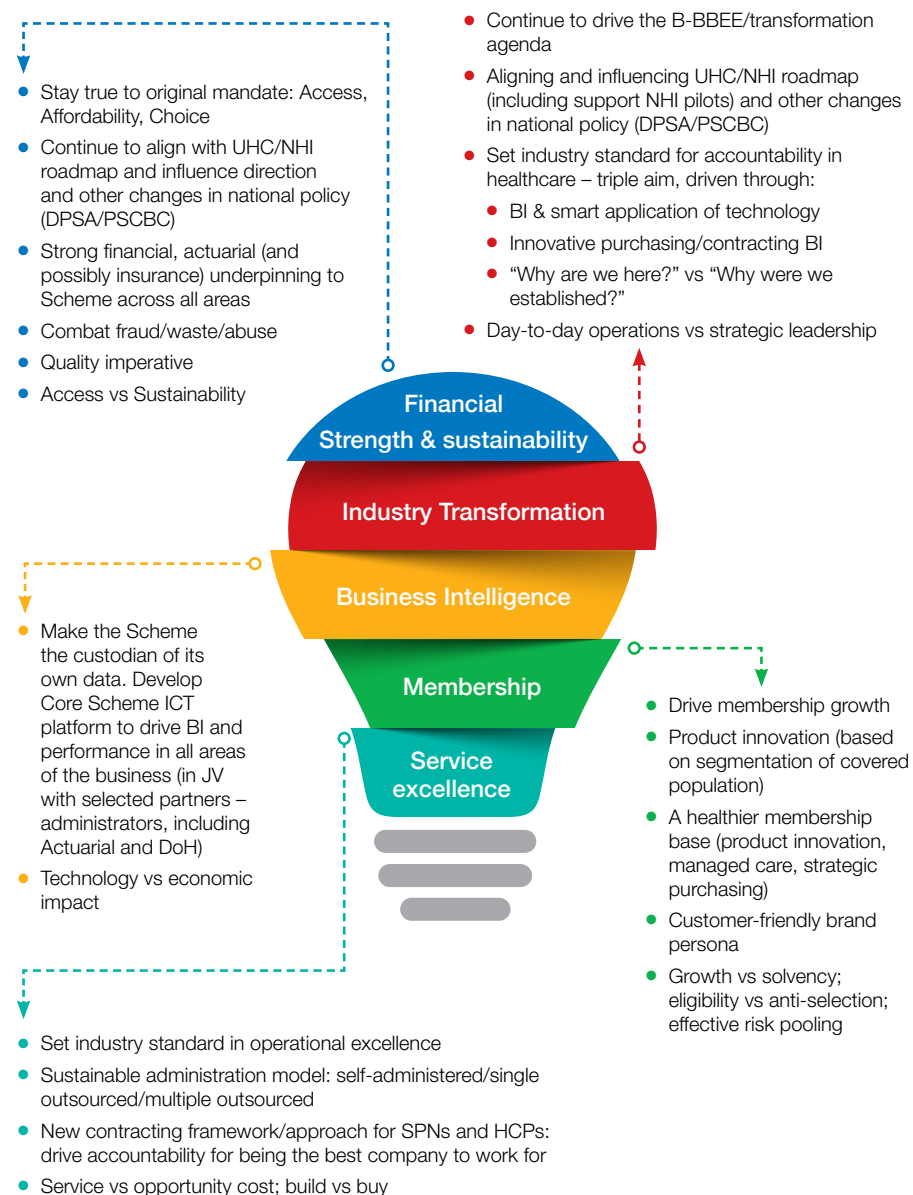 • Stay true to original mandate: Access,
Affordability, Choice
• Continue to align with UHC/NHI
roadmap and influence direction
and other changes in national policy
(DPSA/PSCBC)
• Strong financial, actuarial (and
possibly insurance) underpinning to
Scheme across all areas
• Combat fraud/waste/abuse
• Quality imperative
• Access vs Sustainability
• Continue to drive the B-BBEE/transformation
agenda
• Aligning and influencing UHC/NHI roadmap
(including support NHI pilots) and other changes
in national policy (DPSA/PSCBC)
• Set industry standard for accountability in
healthcare – triple aim, driven through:
• BI & smart application of technology
• Innovative purchasing/contracting BI
• “Why are we here?” vs “Why were we
established?”
• Day-to-day operations vs strategic leadership
Financial
Strength & sustainability
Industry Transformation
Business Intelligence
Membership
Service
excellence
• Make the Scheme
the custodian of its
own data. Develop
Core Scheme ICT
platform to drive BI and
performance in all areas
of the business (in JV
with selected partners –
administrators, including
Actuarial and DoH)
• Technology vs economic
impact
• Drive membership growth
• Product innovation (based
on segmentation of covered
population)
• A healthier membership
base (product innovation,
managed care, strategic
purchasing)
• Customer-friendly brand
persona
• Growth vs solvency;
eligibility vs anti-selection;
effective risk pooling
• Set industry standard in operational excellence
• Sustainable administration model: self-administered/single
outsourced/multiple outsourced
• New contracting framework/approach for SPNs and HCPs:
drive accountability for being the best company to work for
• Service vs opportunity cost; build vs buy